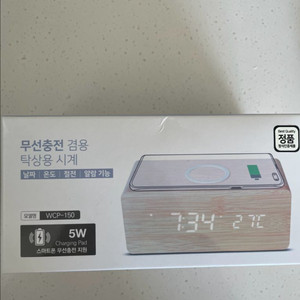 무선충전 겸용
탁상용 시계
날짜 | 온도 | 절전 | 알람 기능
정품
모델명 WCP-150
5W
Charging Pad
스마트폰 무선충전 지원
7:34 27℃